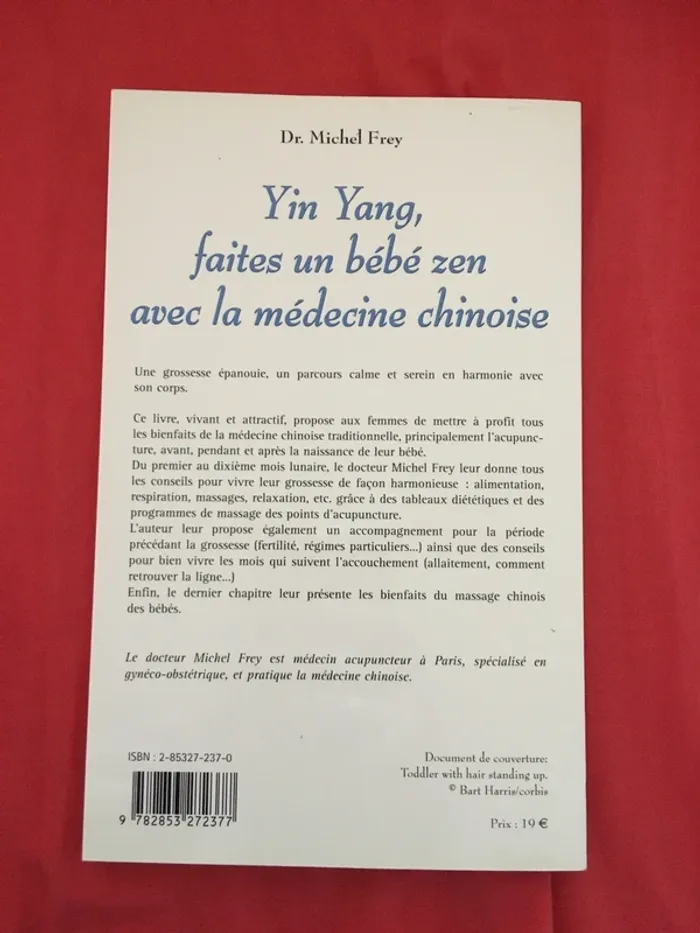 Dr. Michel Frey
Yin Yang,
faites un bébé zen
avec la médecine chinoise
Une grossesse épanouie, un parcours calme et serein en harmonie avec
son corps.
Ce livre, vivant et attractif, propose aux femmes de mettre à profit tous
les bienfaits de la médecine chinoise traditionnelle, principalement l'acupunc-
ture, avant, pendant et après la naissance de leur bébé.
Du premier au dixième mois lunaire, le docteur Michel Frey leur donne tous
les conseils pour vivre leur grossesse de façon harmonieuse : alimentation,
respiration, massages, relaxation, etc. grâce à des tableaux diététiques et des
programmes de massage des points d'acupuncture.
L'auteur leur propose également un accompagnement pour la période
précédant la grossesse (fertilité, régimes particuliers...) ainsi que des conseils
pour bien vivre les mois qui suivent l'accouchement (allaitement, comment
retrouver la ligne...)
Enfin, le dernier chapitre leur présente les bienfaits du massage chinois
des bébés.
Le docteur Michel Frey est médecin acupuncteur à Paris, spécialisé en
gynéco-obstétrique, et pratique la médecine chinoise.
ISBN : 2-85327-237-0
9 782853 272377
Document de couverture:
Toddler with hair standing up.
© Bart Harris/corbis
Prix : 19 €